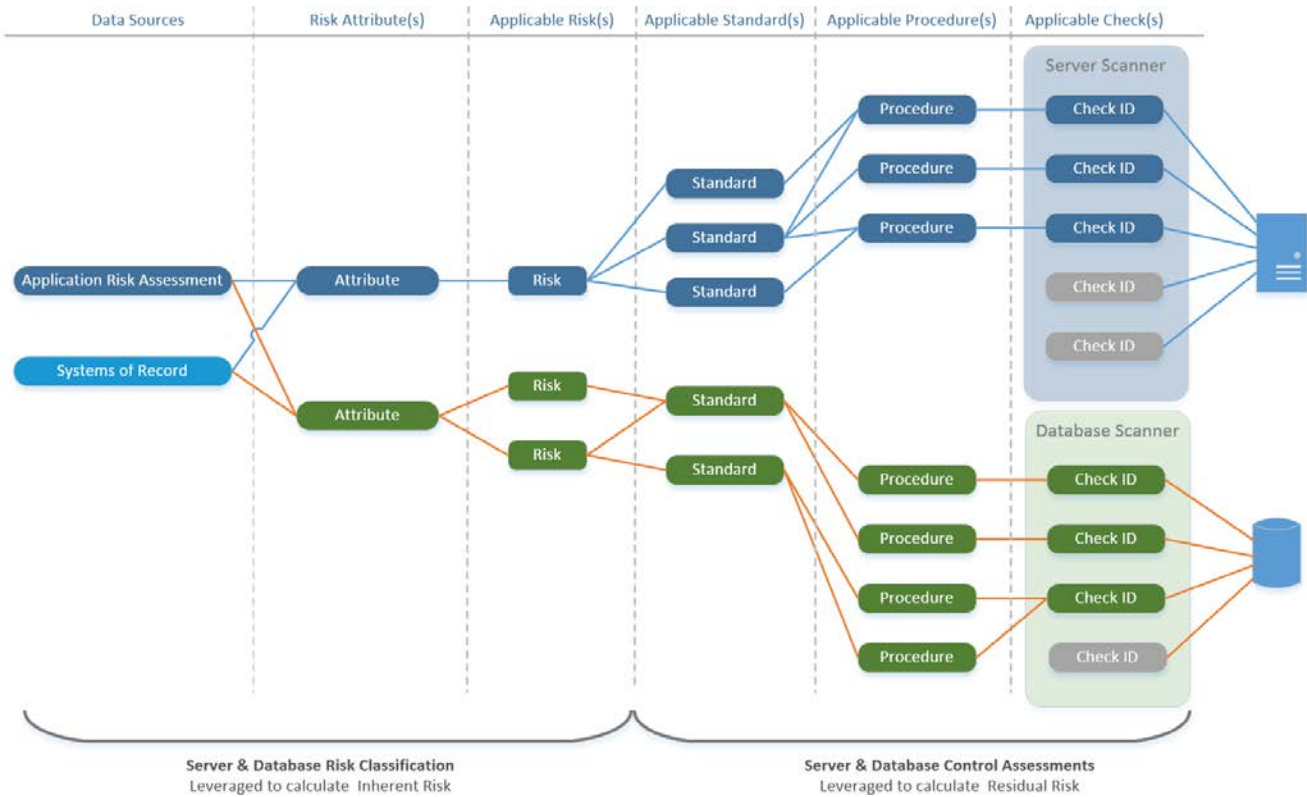 Data Sources
Risk Attribute(s)
Applicable Risk(s)
Applicable Standard(s)
Applicable Procedure(s)
Applicable Check(s)
Server Scanner
Procedure
Check ID
Standard
Procedure
Check ID
Standard
Procedure
Check ID
Application Risk Assessment
Attribute
Risk
Standard
Check ID
Check ID
Systems of Record
Attribute
Risk
Risk
Standard
Standard
Database Scanner
Procedure
Check ID
Procedure
Check ID
Procedure
Check ID
Procedure
Check ID
Server & Database Risk Classification
Leveraged to calculate Inherent Risk
Server & Database Control Assessments
Leveraged to calculate Residual Risk